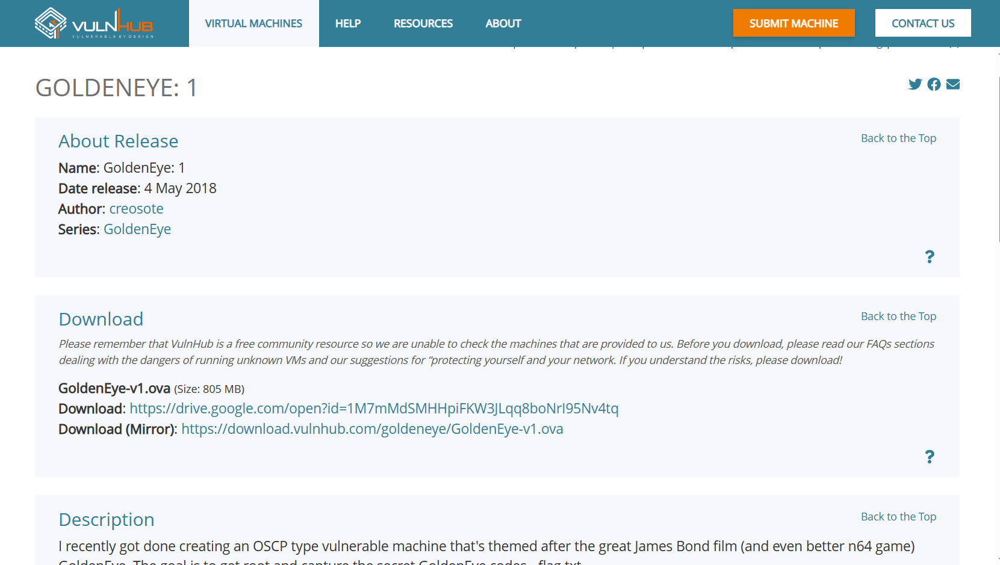 VULNHUB
VULNERABLE BY DESIGN
VIRTUAL MACHINES
HELP
RESOURCES
ABOUT
SUBMIT MACHINE
CONTACT US
GOLDENEYE: 1
About Release
Back to the Top
Name: GoldenEye: 1
Date release: 4 May 2018
Author: creosote
Series: GoldenEye
?
Download
Back to the Top
Please remember that VulnHub is a free community resource so we are unable to check the machines that are provided to us. Before you download, please read our FAQs sections
dealing with the dangers of running unknown VMs and our suggestions for “protecting yourself and your network. If you understand the risks, please download!
GoldenEye-v1.ova (Size: 805 MB)
Download: https://drive.google.com/open?id=1M7mMdSMHHpiFKW3JLqq8boNrI95Nv4tq
Download (Mirror): https://download.vulnhub.com/goldeneye/GoldenEye-v1.ova
?
Description
Back to the Top
I recently got done creating an OSCP type vulnerable machine that's themed after the great James Bond film (and even better n64 game)
GoldenEye. The goal is to get root and capture the secret GoldenEye codes - flag.txt.